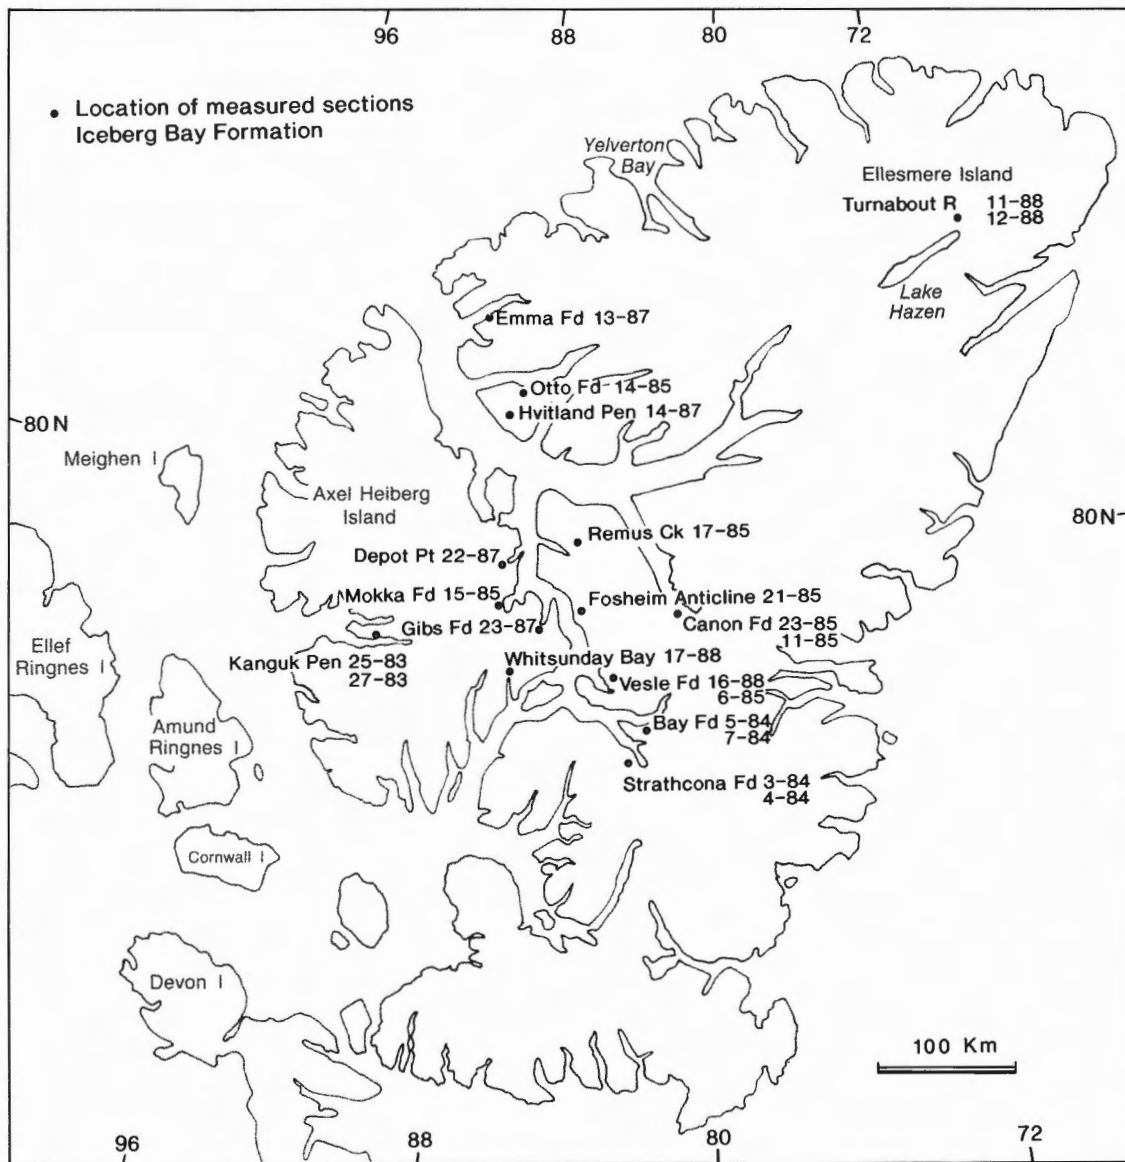 96 88 80 72
• Location of measured sections
Iceberg Bay Formation
Yelverton
Bay
Ellesmere Island
Turnabout R 11-88
12-88
Lake
Hazen
Emma Fd 13-87
Otto Fd 14-85
Hvitland Pen 14-87
80 N
Meighen I
Axel Heiberg
Island
80N
Remus Ck 17-85
Depot Pt 22-87
Mokka Fd 15-85
Fosheim Anticline 21-85
Gibs Fd 23-87
Canon Fd 23-85
11-85
Ellef
Ringnes I
Kanguk Pen 25-83
27-83
Whitsunday Bay 17-88
Vesle Fd 16-88
6-85
Amund
Ringnes I
Bay Fd 5-84
7-84
Strathcona Fd 3-84
4-84
Cornwall I
Devon I
100 Km
96 88 80 72